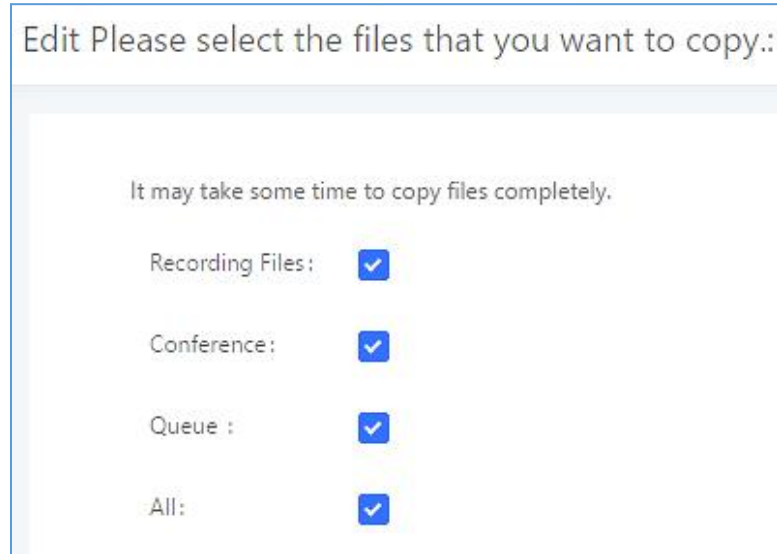 Edit Please select the files that you want to copy.:
It may take some time to copy files completely.
Recording Files:
Conference:
Queue :
All: